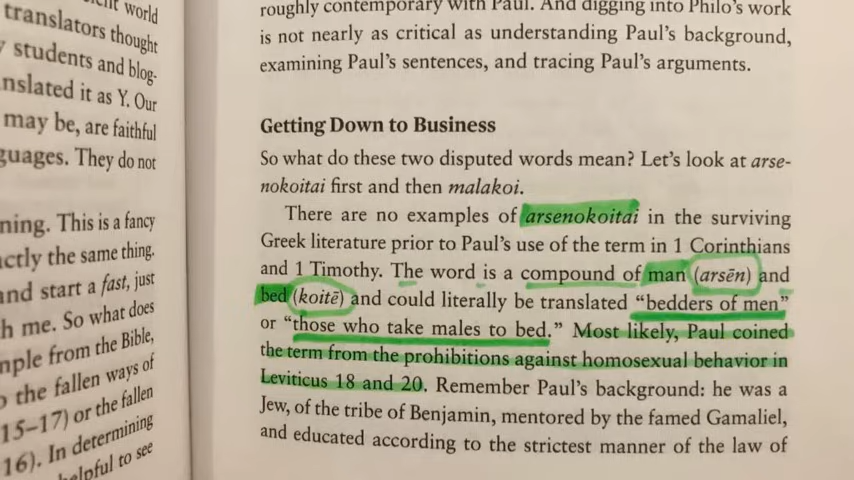 world
translators thought
students and blog-
nslated it as Y. Our
may be, are faithful
guages. They do not
ning. This is a fancy
actly the same thing.
and start a fast, just
h me. So what does
mple from the Bible,
o the fallen ways of
15–17) or the fallen
16). In determining
helpful to see
roughly contemporary with Paul. And digging into Philo's work
is not nearly as critical as understanding Paul's background,
examining Paul's sentences, and tracing Paul's arguments.
Getting Down to Business
So what do these two disputed words mean? Let's look at arse-
nokoitai first and then malakoi.
There are no examples of arsenokoitai in the surviving
Greek literature prior to Paul's use of the term in 1 Corinthians
and 1 Timothy. The word is a compound of man (arsēn) and
bed (koitē) and could literally be translated “bedders of men”
or “those who take males to bed.” Most likely, Paul coined
the term from the prohibitions against homosexual behavior in
Leviticus 18 and 20. Remember Paul's background: he was a
Jew, of the tribe of Benjamin, mentored by the famed Gamaliel,
and educated according to the strictest manner of the law of